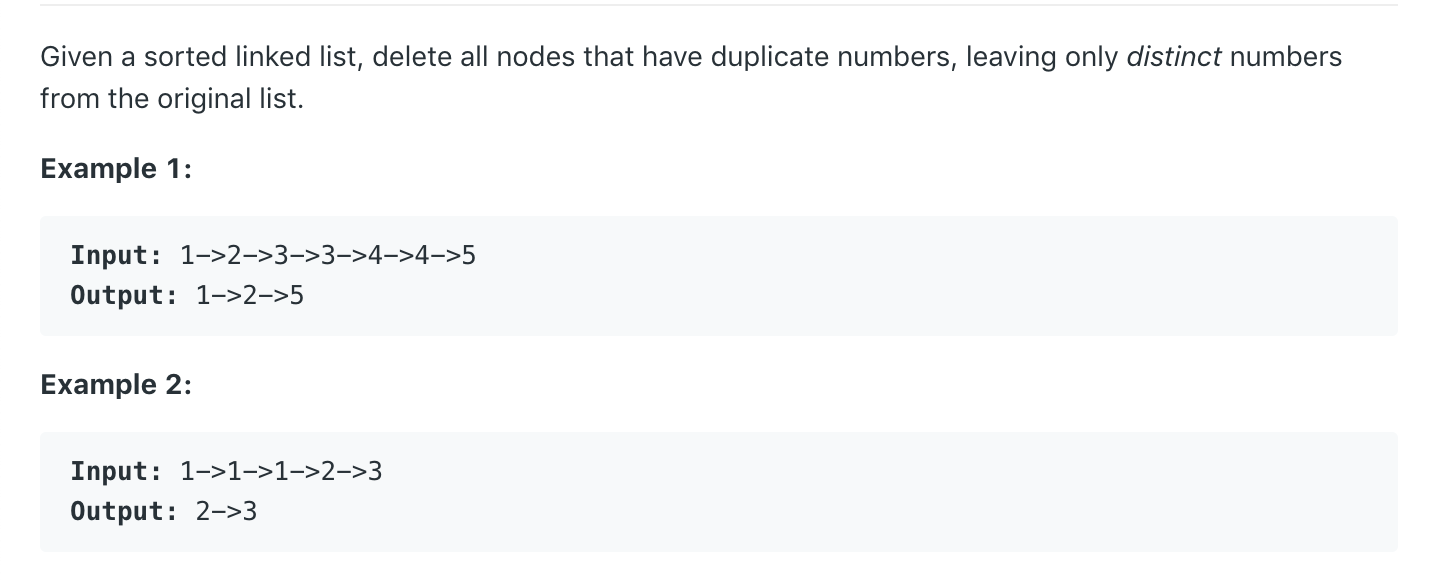 Given a sorted linked list, delete all nodes that have duplicate numbers, leaving only distinct numbers
from the original list.
Example 1:
Input: 1->2->3->3->4->4->5
Output: 1->2->5
Example 2:
Input: 1->1->1->2->3
Output: 2->3